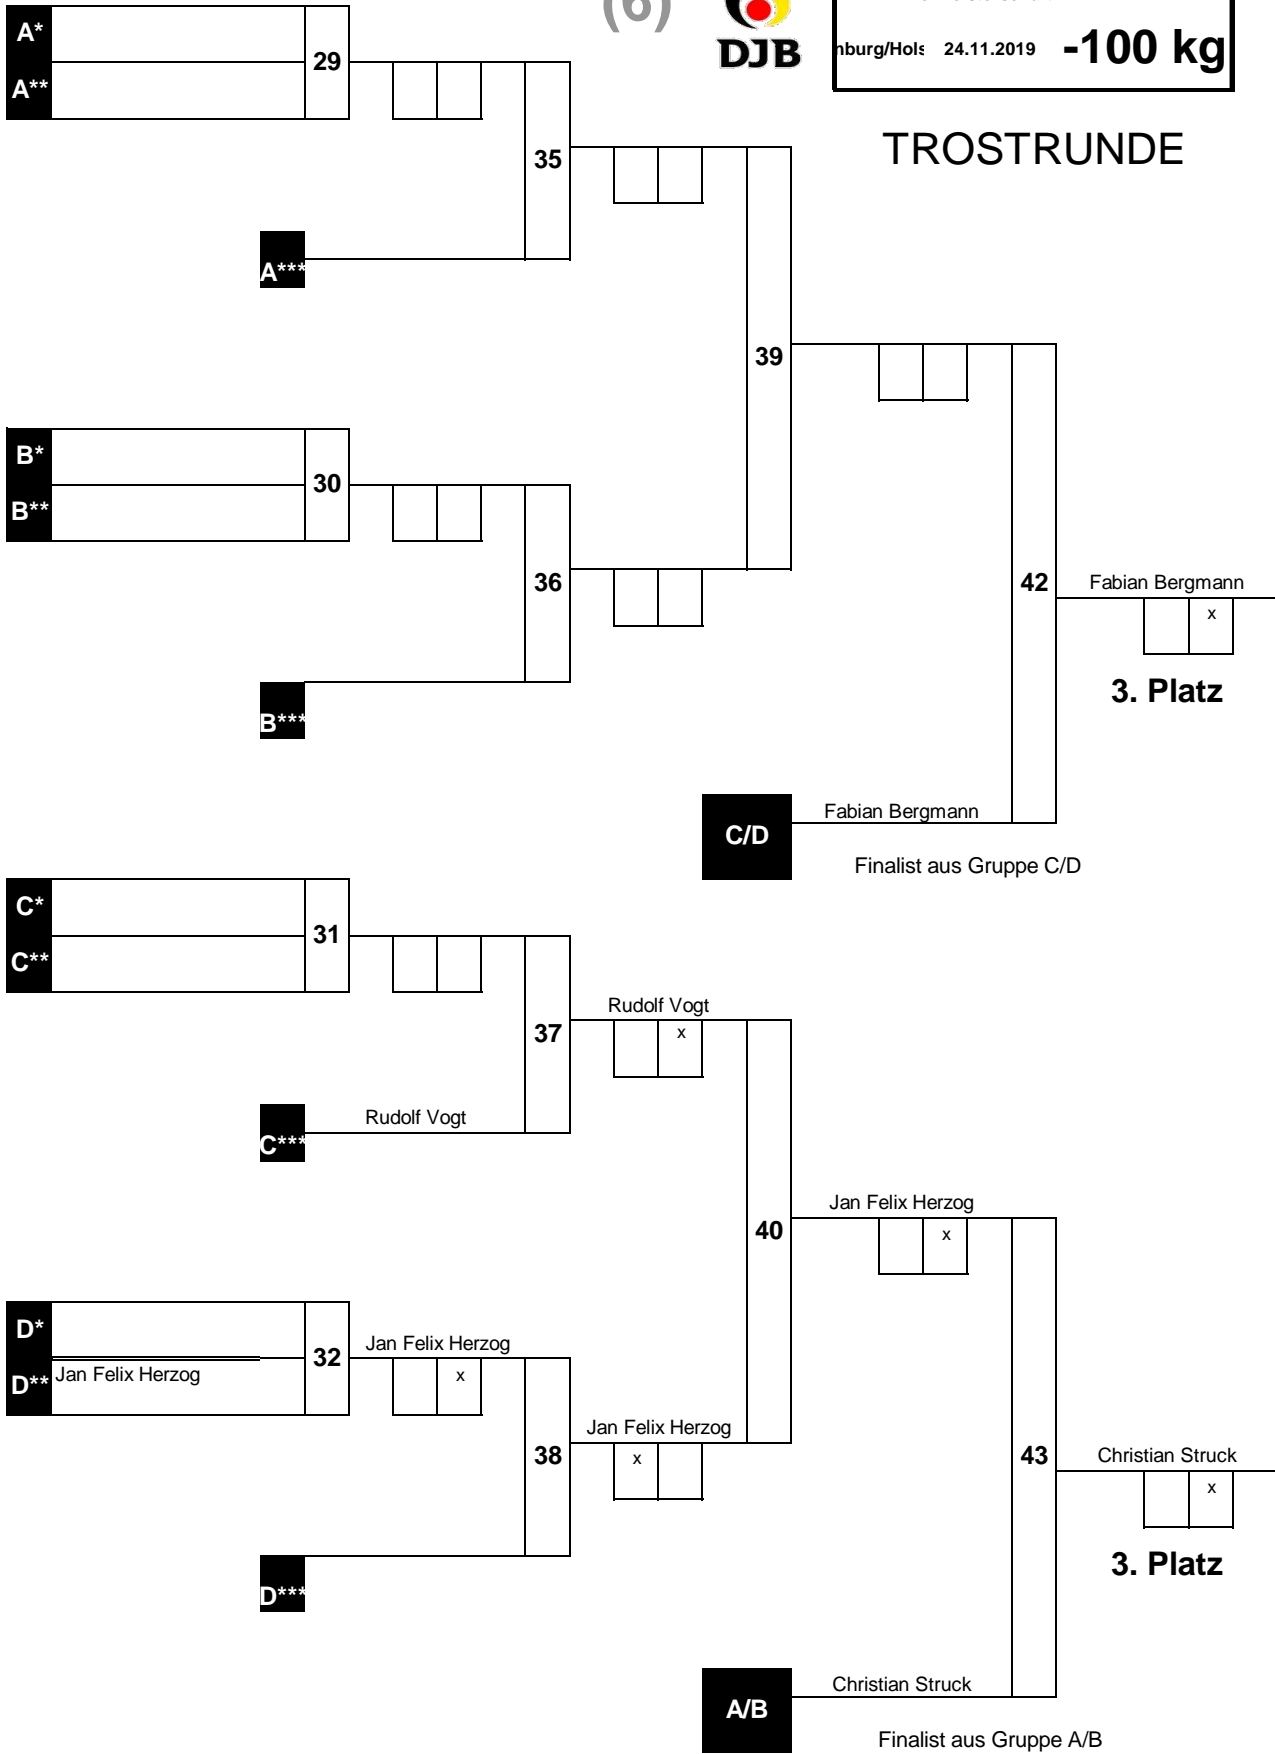 (6)
DJB
24.11.2019
-100 kg
TROSTRUNDE
A*
A**
29
35
A***
39
B*
B**
30
36
B***
42
Fabian Bergmann
x
3. Platz
C/D
Fabian Bergmann
Finalist aus Gruppe C/D
C*
C**
31
37
Rudolf Vogt
x
C***
Rudolf Vogt
40
Jan Felix Herzog
x
D*
D**
Jan Felix Herzog
32
Jan Felix Herzog
x
38
Jan Felix Herzog
x
D***
43
Christian Struck
x
3. Platz
A/B
Christian Struck
Finalist aus Gruppe A/B